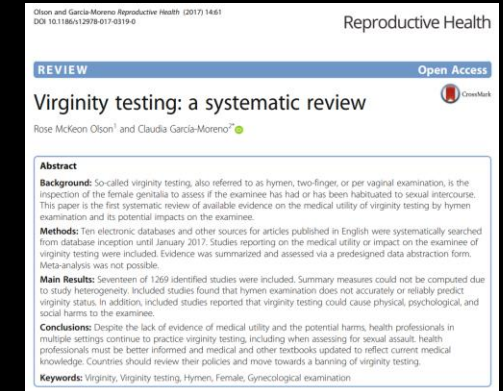 Olson and García-Moreno Reproductive Health (2017) 14:61
DOI 10.1186/s12978-017-0319-0
Reproductive Health
REVIEW
Open Access
CrossMark
Virginity testing: a systematic review
Rose McKeon Olson1 and Claudia García-Moreno2*
Abstract
Background: So-called virginity testing, also referred to as hymen, two-finger, or per vaginal examination, is the
inspection of the female genitalia to assess if the examinee has had or has been habituated to sexual intercourse.
This paper is the first systematic review of available evidence on the medical utility of virginity testing by hymen
examination and its potential impacts on the examinee.
Methods: Ten electronic databases and other sources for articles published in English were systematically searched
from database inception until January 2017. Studies reporting on the medical utility or impact on the examinee of
virginity testing were included. Evidence was summarized and assessed via a predesigned data abstraction form.
Meta-analysis was not possible.
Main Results: Seventeen of 1269 identified studies were included. Summary measures could not be computed due
to study heterogeneity. Included studies found that hymen examination does not accurately or reliably predict
virginity status. In addition, included studies reported that virginity testing could cause physical, psychological, and
social harms to the examinee.
Conclusions: Despite the lack of evidence of medical utility and the potential harms, health professionals in
multiple settings continue to practice virginity testing, including when assessing for sexual assault. health
professionals must be better informed and medical and other textbooks updated to reflect current medical
knowledge. Countries should review their policies and move towards a banning of virginity testing.
Keywords: Virginity, Virginity testing, Hymen, Female, Gynecological examination